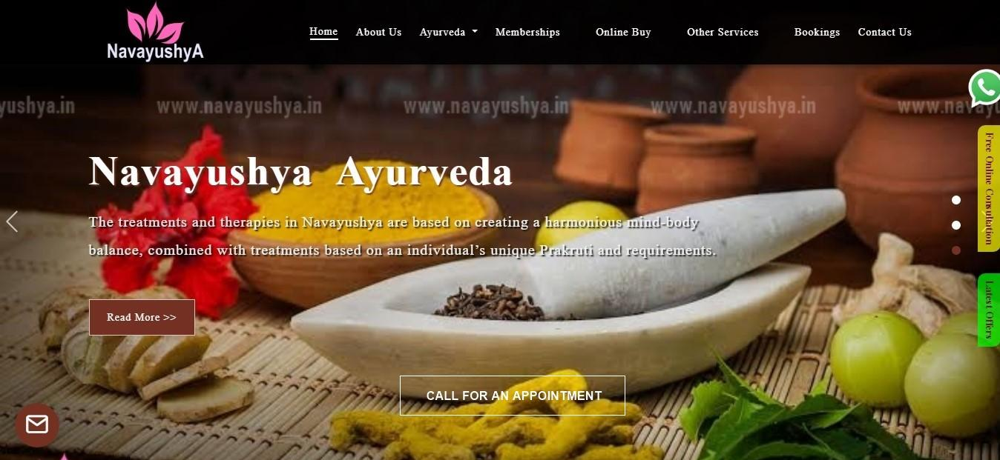 NavayushyA
Home About Us Ayurveda Memberships Online Buy Other Services Bookings Contact Us
yushya.in www.navayushya.in www.navayushya.in www.navayushya.in www.navayu
Navayushya Ayurveda
The treatments and therapies in Navayushya are based on creating a harmonious mind-body
balance, combined with treatments based on an individual’s unique Prakruti and requirements.
Read More >>
CALL FOR AN APPOINTMENT
Free Online Consultation
Latest Offers